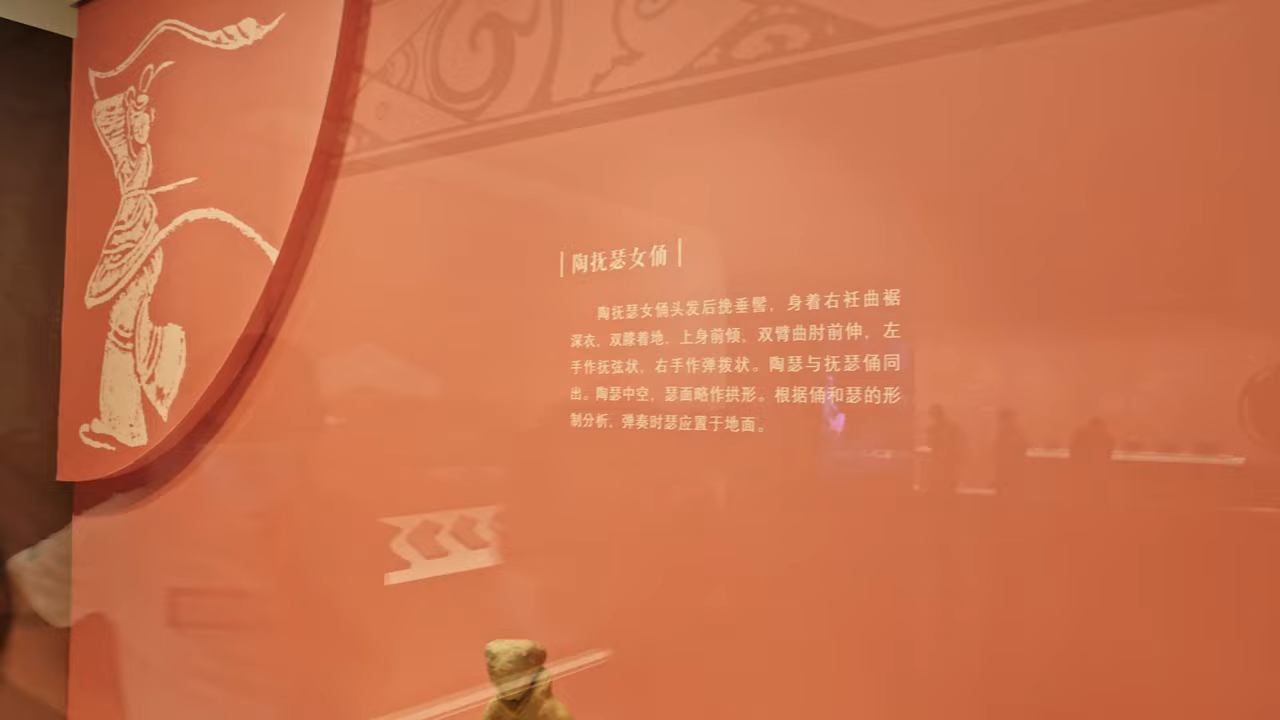 陶抚瑟女俑
陶抚瑟女俑头发后挽垂髻，身着右衽曲裾
深衣，双膝着地，上身前倾，双臂曲肘前伸，左
手作抚弦状，右手作弹拨状。陶瑟与抚瑟俑同
出。陶瑟中空，瑟面略作拱形。根据俑和瑟的形
制分析，弹奏时瑟应置于地面。